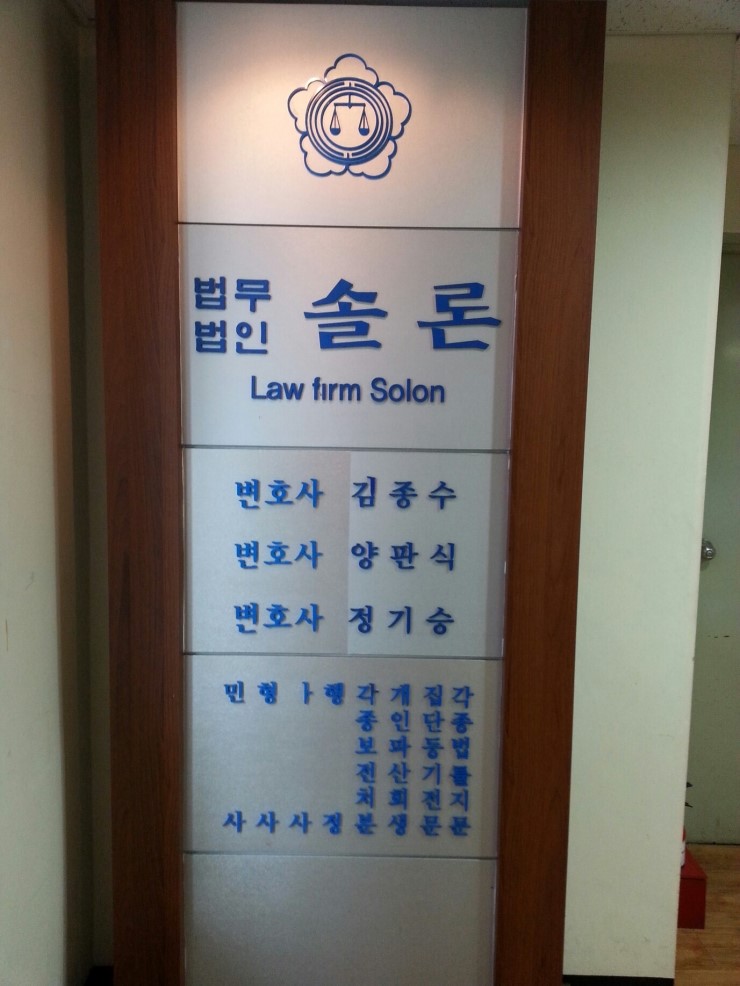 법무법인 솔론
Law firm Solon
변호사 김종수
변호사 양판식
변호사 정기승
민사
형사
ㅏ사
행정
각종보전처분
개인파산회생
집단등기전문
각종법률지문